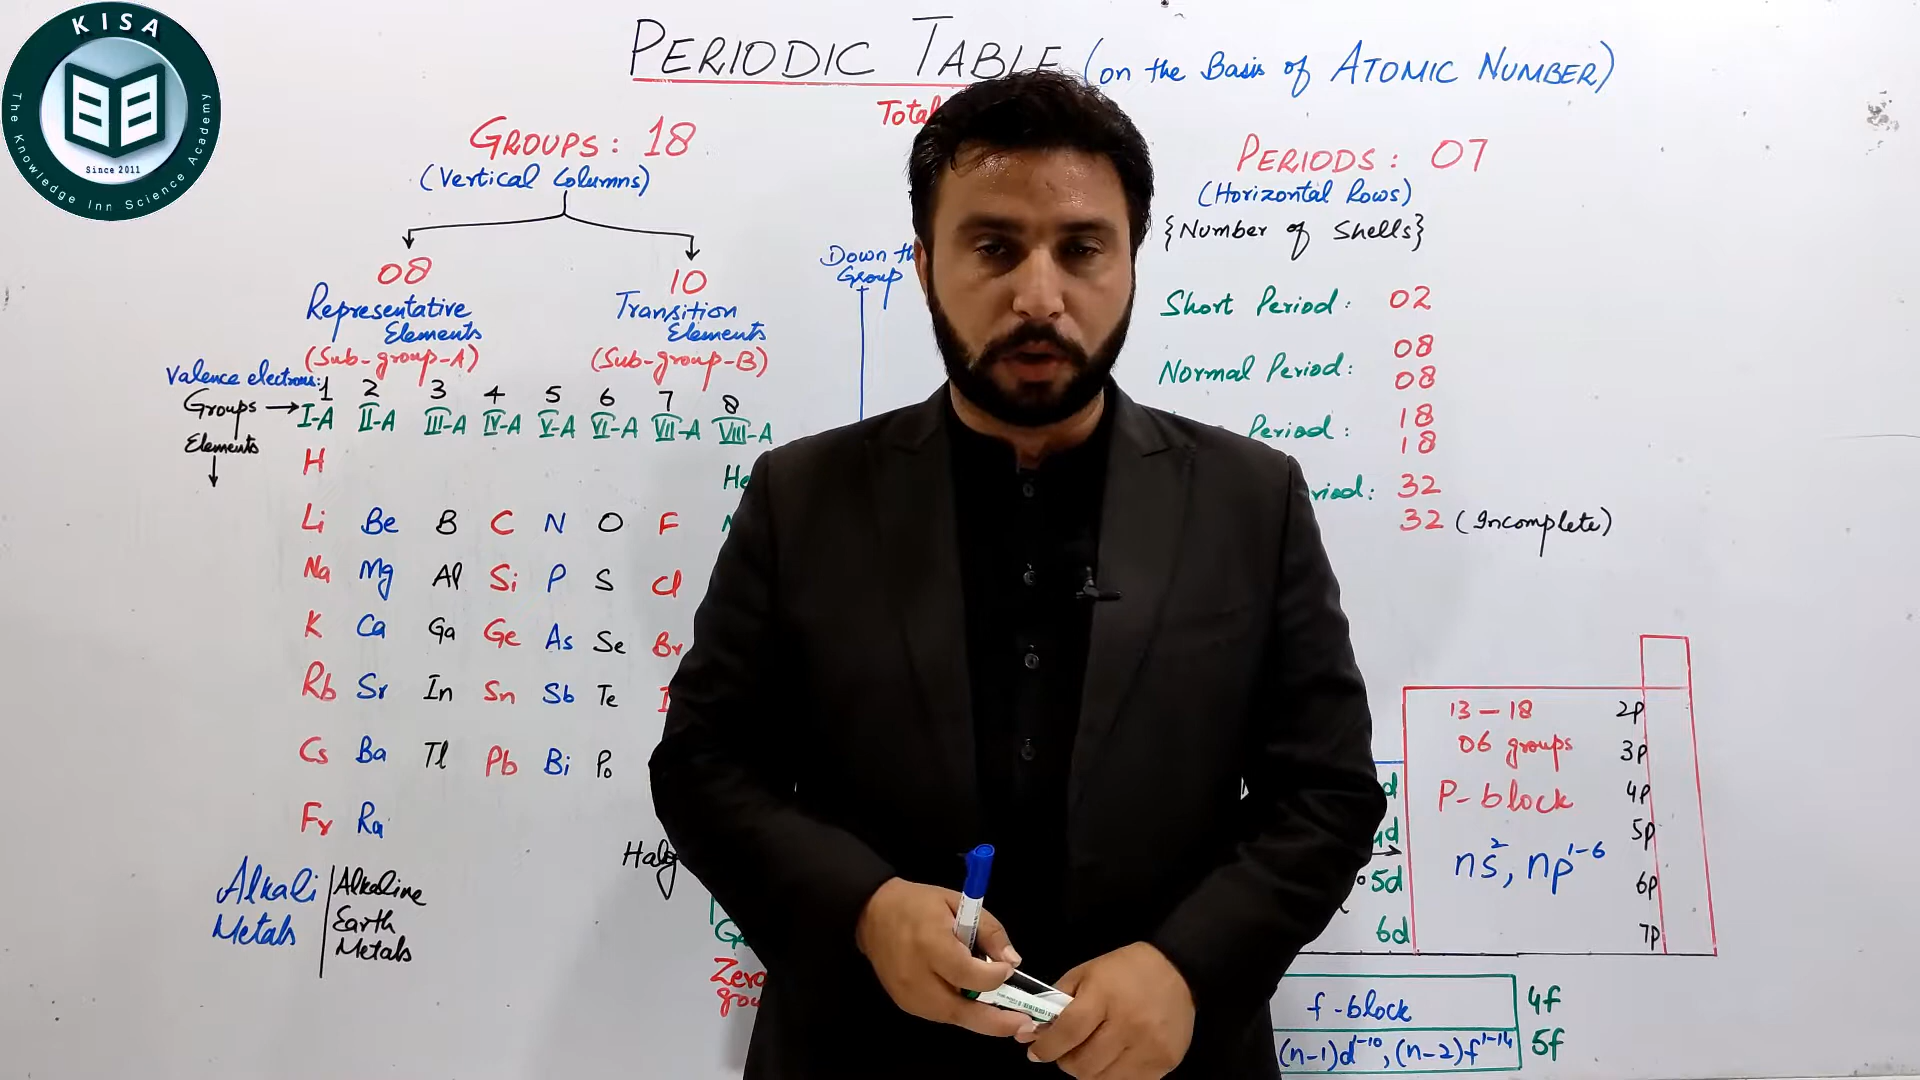 KISA
The Knowledge Inn Science Academy
Since 2011
PERIODIC TABLE (on the Basis of ATOMIC NUMBER)
Total
GROUPS: 18
(Vertical Columns)
08
Representative
Elements
(Sub-group-A)
10
Transition
Elements
(Sub-group-B)
Valence electrons: 1 2 3 4 5 6 7 8
Groups → I-A II-A III-A IV-A V-A VI-A VII-A VIII-A
Elements
H He
Li Be B C N O F
Na Mg Al Si P S Cl
K Ca Ga Ge As Se Br
Rb Sr In Sn Sb Te I
Cs Ba Tl Pb Bi Po
Fr Ra
Alkali
Metals
Alkaline
Earth
Metals
Zero
Down
Group
PERIODS: 07
(Horizontal Rows)
{Number of Shells}
Short Period: 02
Normal Period: 08
08
Period: 18
18
32
32 (Incomplete)
13 – 18
06 groups
P-block
ns², np¹⁻⁶
2p
3p
4p
5p
6p
7p
5d
6d
f-block
(n-1)d¹⁻¹⁰, (n-2)f¹⁻¹⁴
4f
5f